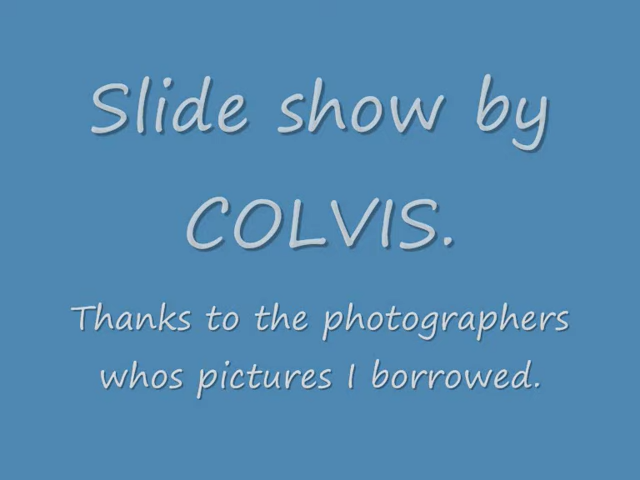 Slide show by
COLVIS.
Thanks to the photographers
whos pictures I borrowed.